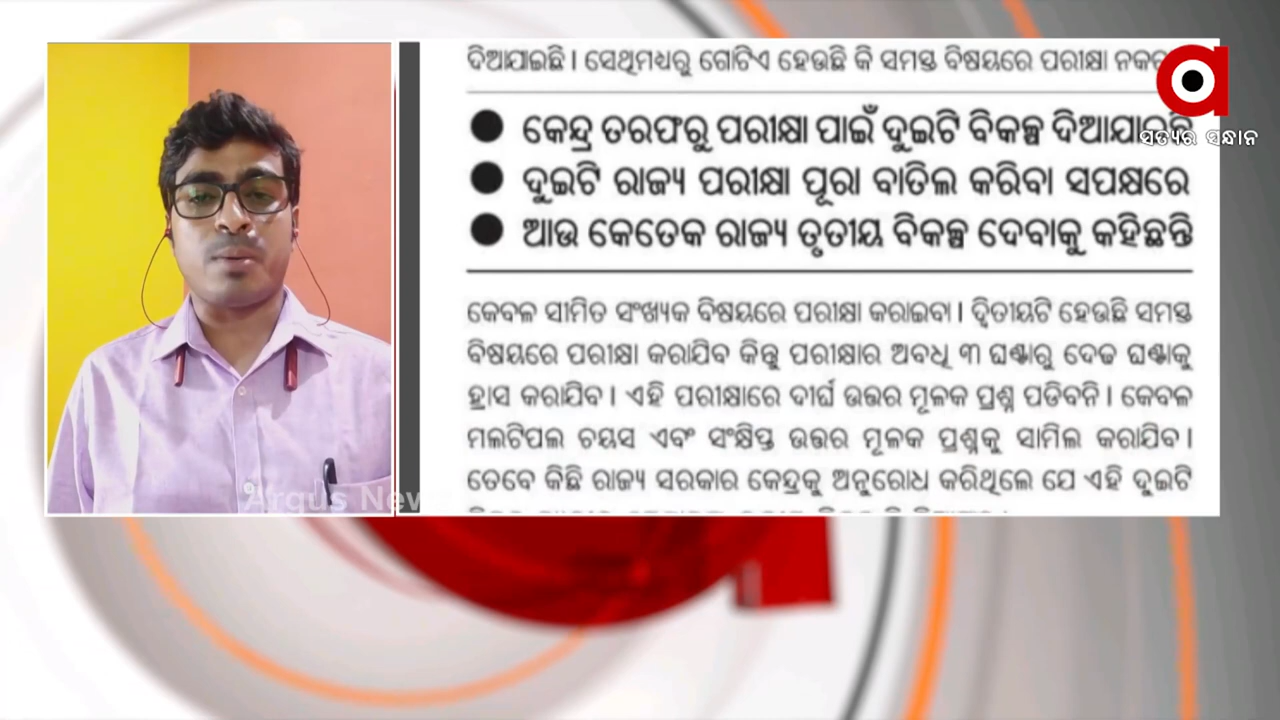 ଦିଆଯାଇଛି । ସେଥିମଧ୍ୟରୁ ଗୋଟିଏ ହେଉଛି କି ସମସ୍ତ ବିଷୟରେ ପରୀକ୍ଷା
● କେନ୍ଦ୍ର ତରଫରୁ ପରୀକ୍ଷା ପାଇଁ ଦୁଇଟି ବିକଳ୍ପ
ସତ୍ୟର ସନ୍ଧାନ
● ଦୁଇଟି ରାଜ୍ୟ ପରୀକ୍ଷା ପୂରା ବାତିଲ କରିବା ସପକ୍ଷରେ
● ଆଉ କେତେକ ରାଜ୍ୟ ତୃତୀୟ ବିକଳ୍ପ ଦେବାକୁ କହିଛନ୍ତି
କେବଳ ସୀମିତ ସଂଖ୍ୟକ ବିଷୟରେ ପରୀକ୍ଷା କରାଇବା । ଦ୍ୱିତୀୟଟି ହେଉଛି ସମସ୍ତ
ବିଷୟରେ ପରୀକ୍ଷା କରାଯିବ କିନ୍ତୁ ପରୀକ୍ଷାର ଅବଧି ୩ ଘଣ୍ଟାରୁ ଦେଢ ଘଣ୍ଟାକୁ
ହ୍ରାସ କରାଯିବ । ଏହି ପରୀକ୍ଷାରେ ଦୀର୍ଘ ଉତ୍ତର ମୂଳକ ପ୍ରଶ୍ନ ପଡିବନି । କେବଳ
ମଲଟିପଲ ଚୟସ ଏବଂ ସଂକ୍ଷିପ୍ତ ଉତ୍ତର ମୂଳକ ପ୍ରଶ୍ନକୁ ସାମିଲ କରାଯିବ ।
ତେବେ କିଛି ରାଜ୍ୟ ସରକାର କେନ୍ଦ୍ରକୁ ଅନୁରୋଧ କରିଥିଲେ ଯେ ଏହି ଦୁଇଟି
Argus News